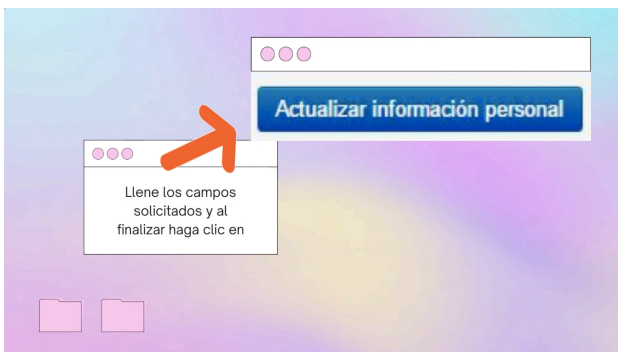 Llene los campos
solicitados y al
finalizar haga clic en
Actualizar información personal